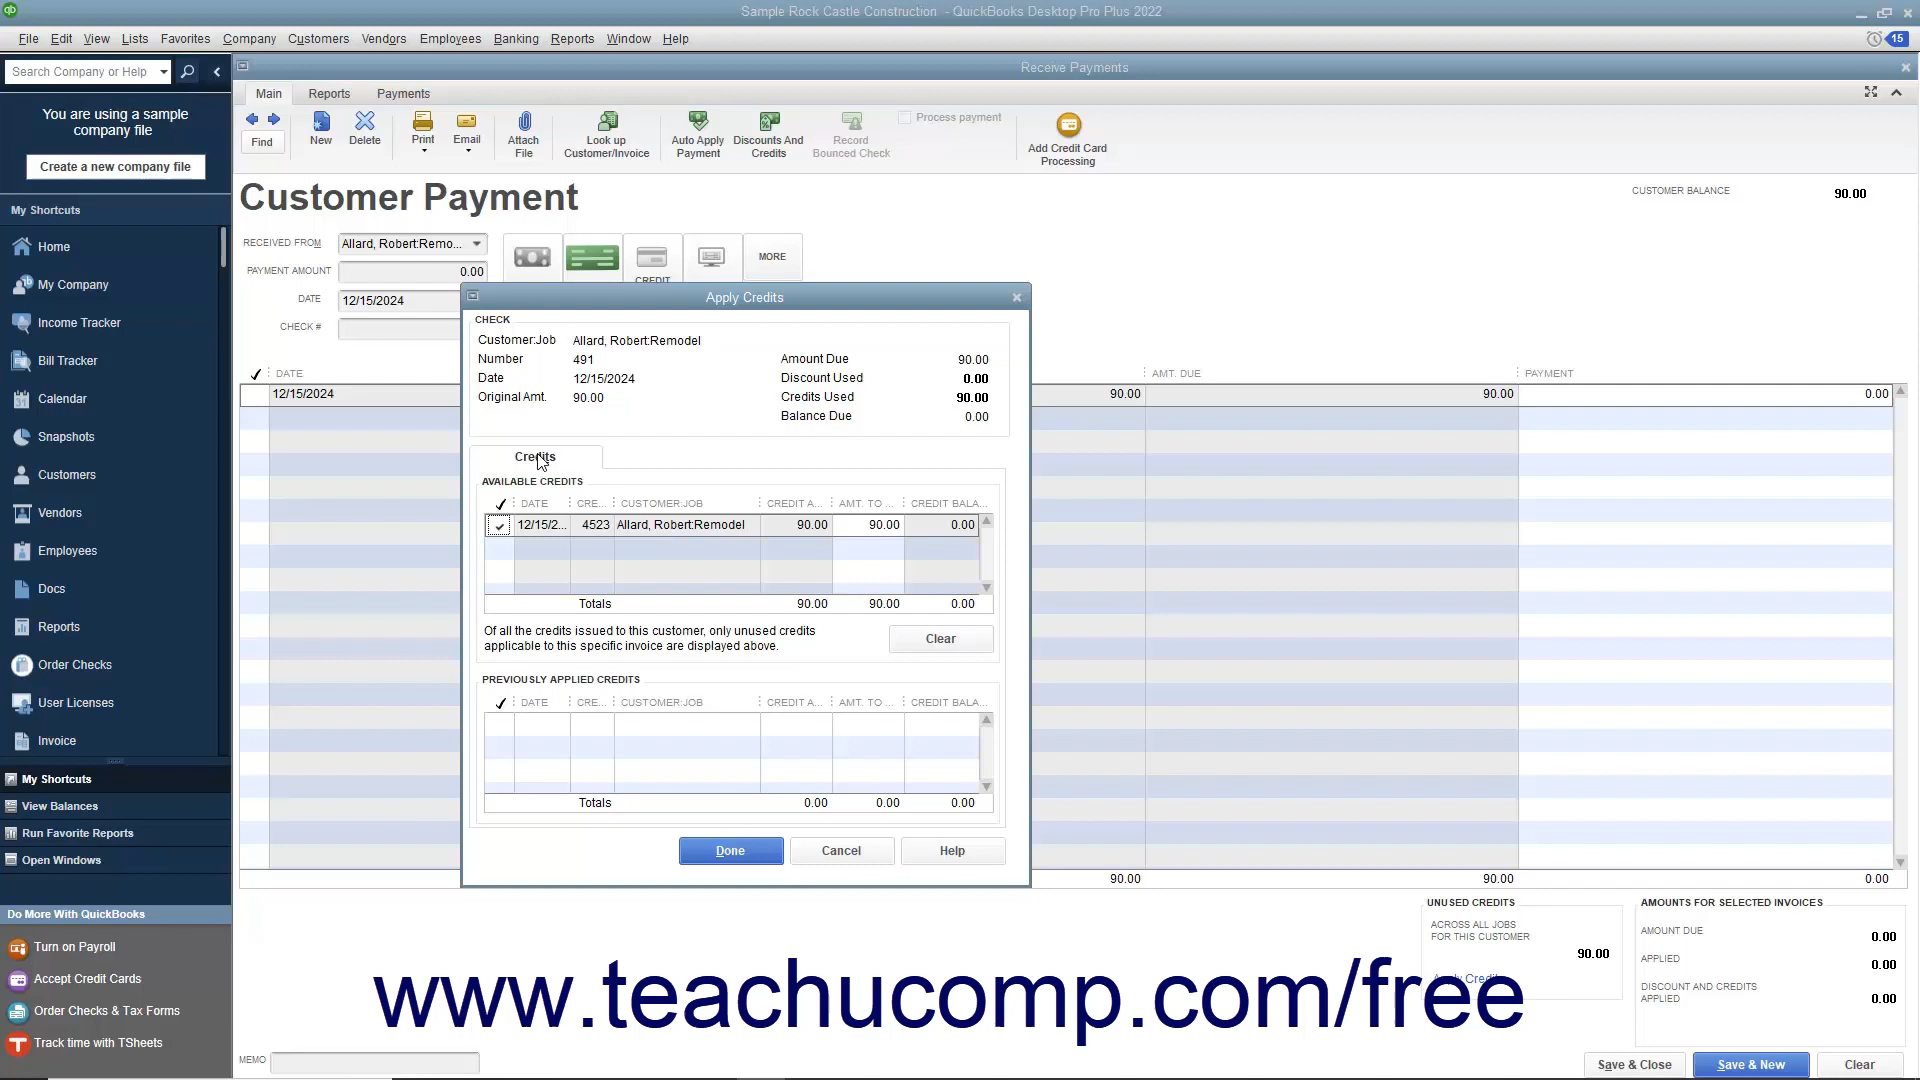 Sample Rock Castle Construction - QuickBooks Desktop Pro Plus 2022
File Edit View Lists Favorites Company Customers Vendors Employees Banking Reports Window Help
15
Search Company or Help
Receive Payments
You are using a sample
company file
Create a new company file
My Shortcuts
Home
My Company
Income Tracker
Bill Tracker
Calendar
Snapshots
Customers
Vendors
Employees
Docs
Reports
Order Checks
User Licenses
Invoice
My Shortcuts
View Balances
Run Favorite Reports
Open Windows
Do More With QuickBooks
Turn on Payroll
Accept Credit Cards
Order Checks & Tax Forms
Track time with TSheets
Main Reports Payments
Find
New
Delete
Print
Email
Attach
File
Look up
Customer/Invoice
Auto Apply
Payment
Discounts And
Credits
Record
Bounced Check
Process payment
Add Credit Card
Processing
Customer Payment
CUSTOMER BALANCE 90.00
RECEIVED FROM Allard, Robert:Remo...
PAYMENT AMOUNT 0.00
DATE 12/15/2024
CHECK #
CREDIT
MORE
DATE AMT. DUE PAYMENT
12/15/2024 90.00 90.00 0.00
90.00 90.00 0.00
Apply Credits
CHECK
Customer:Job Allard, Robert:Remodel
Number 491 Amount Due 90.00
Date 12/15/2024 Discount Used 0.00
Original Amt. 90.00 Credits Used 90.00
Balance Due 0.00
Credits
AVAILABLE CREDITS
DATE CRE... CUSTOMER:JOB CREDIT A... AMT. TO ... CREDIT BALA...
12/15/2... 4523 Allard, Robert:Remodel 90.00 90.00 0.00
Totals 90.00 90.00 0.00
Of all the credits issued to this customer, only unused credits
applicable to this specific invoice are displayed above.
Clear
PREVIOUSLY APPLIED CREDITS
DATE CRE... CUSTOMER:JOB CREDIT A... AMT. TO ... CREDIT BALA...
Totals 0.00 0.00 0.00
Done Cancel Help
UNUSED CREDITS
ACROSS ALL JOBS
FOR THIS CUSTOMER
90.00
Apply Credits
AMOUNTS FOR SELECTED INVOICES
AMOUNT DUE 0.00
APPLIED 0.00
DISCOUNT AND CREDITS
APPLIED 0.00
www.teachucomp.com/free
MEMO
Save & Close Save & New Clear